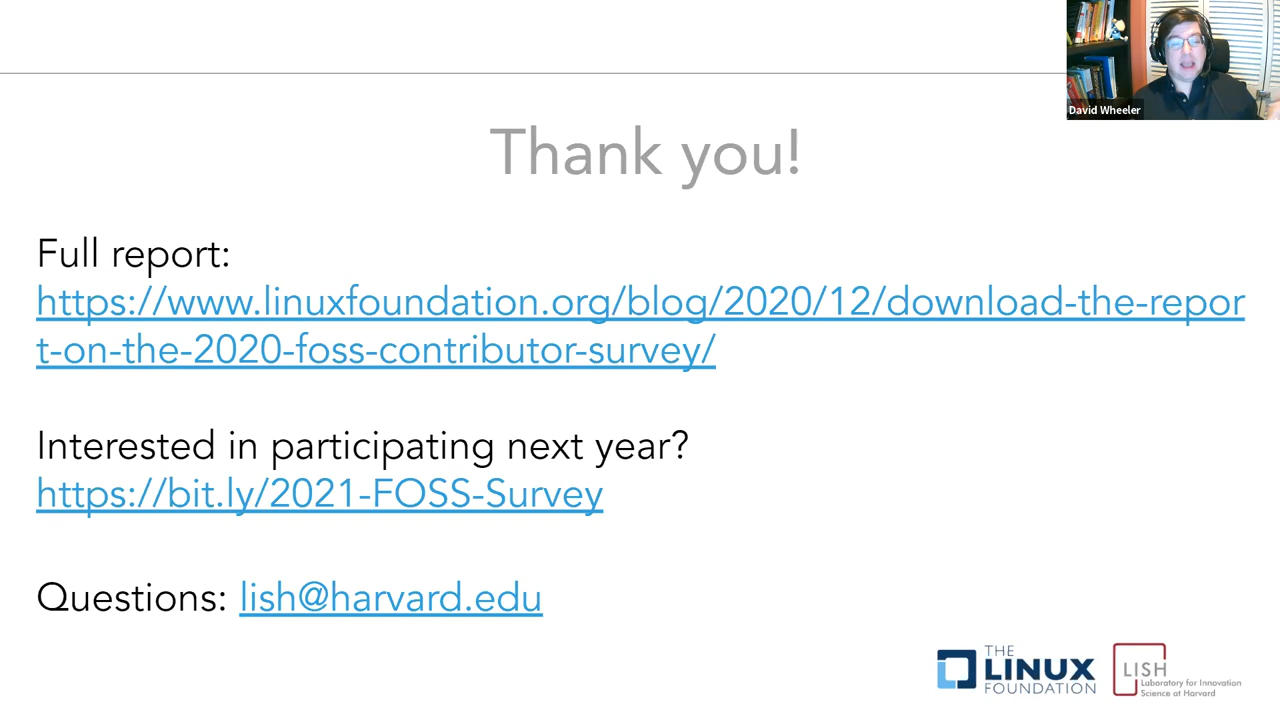 David Wheeler
Thank you!
Full report:
https://www.linuxfoundation.org/blog/2020/12/download-the-repor
t-on-the-2020-foss-contributor-survey/
Interested in participating next year?
https://bit.ly/2021-FOSS-Survey
Questions: lish@harvard.edu
THE
LINUX
FOUNDATION
LISH
Laboratory for Innovation
Science at Harvard